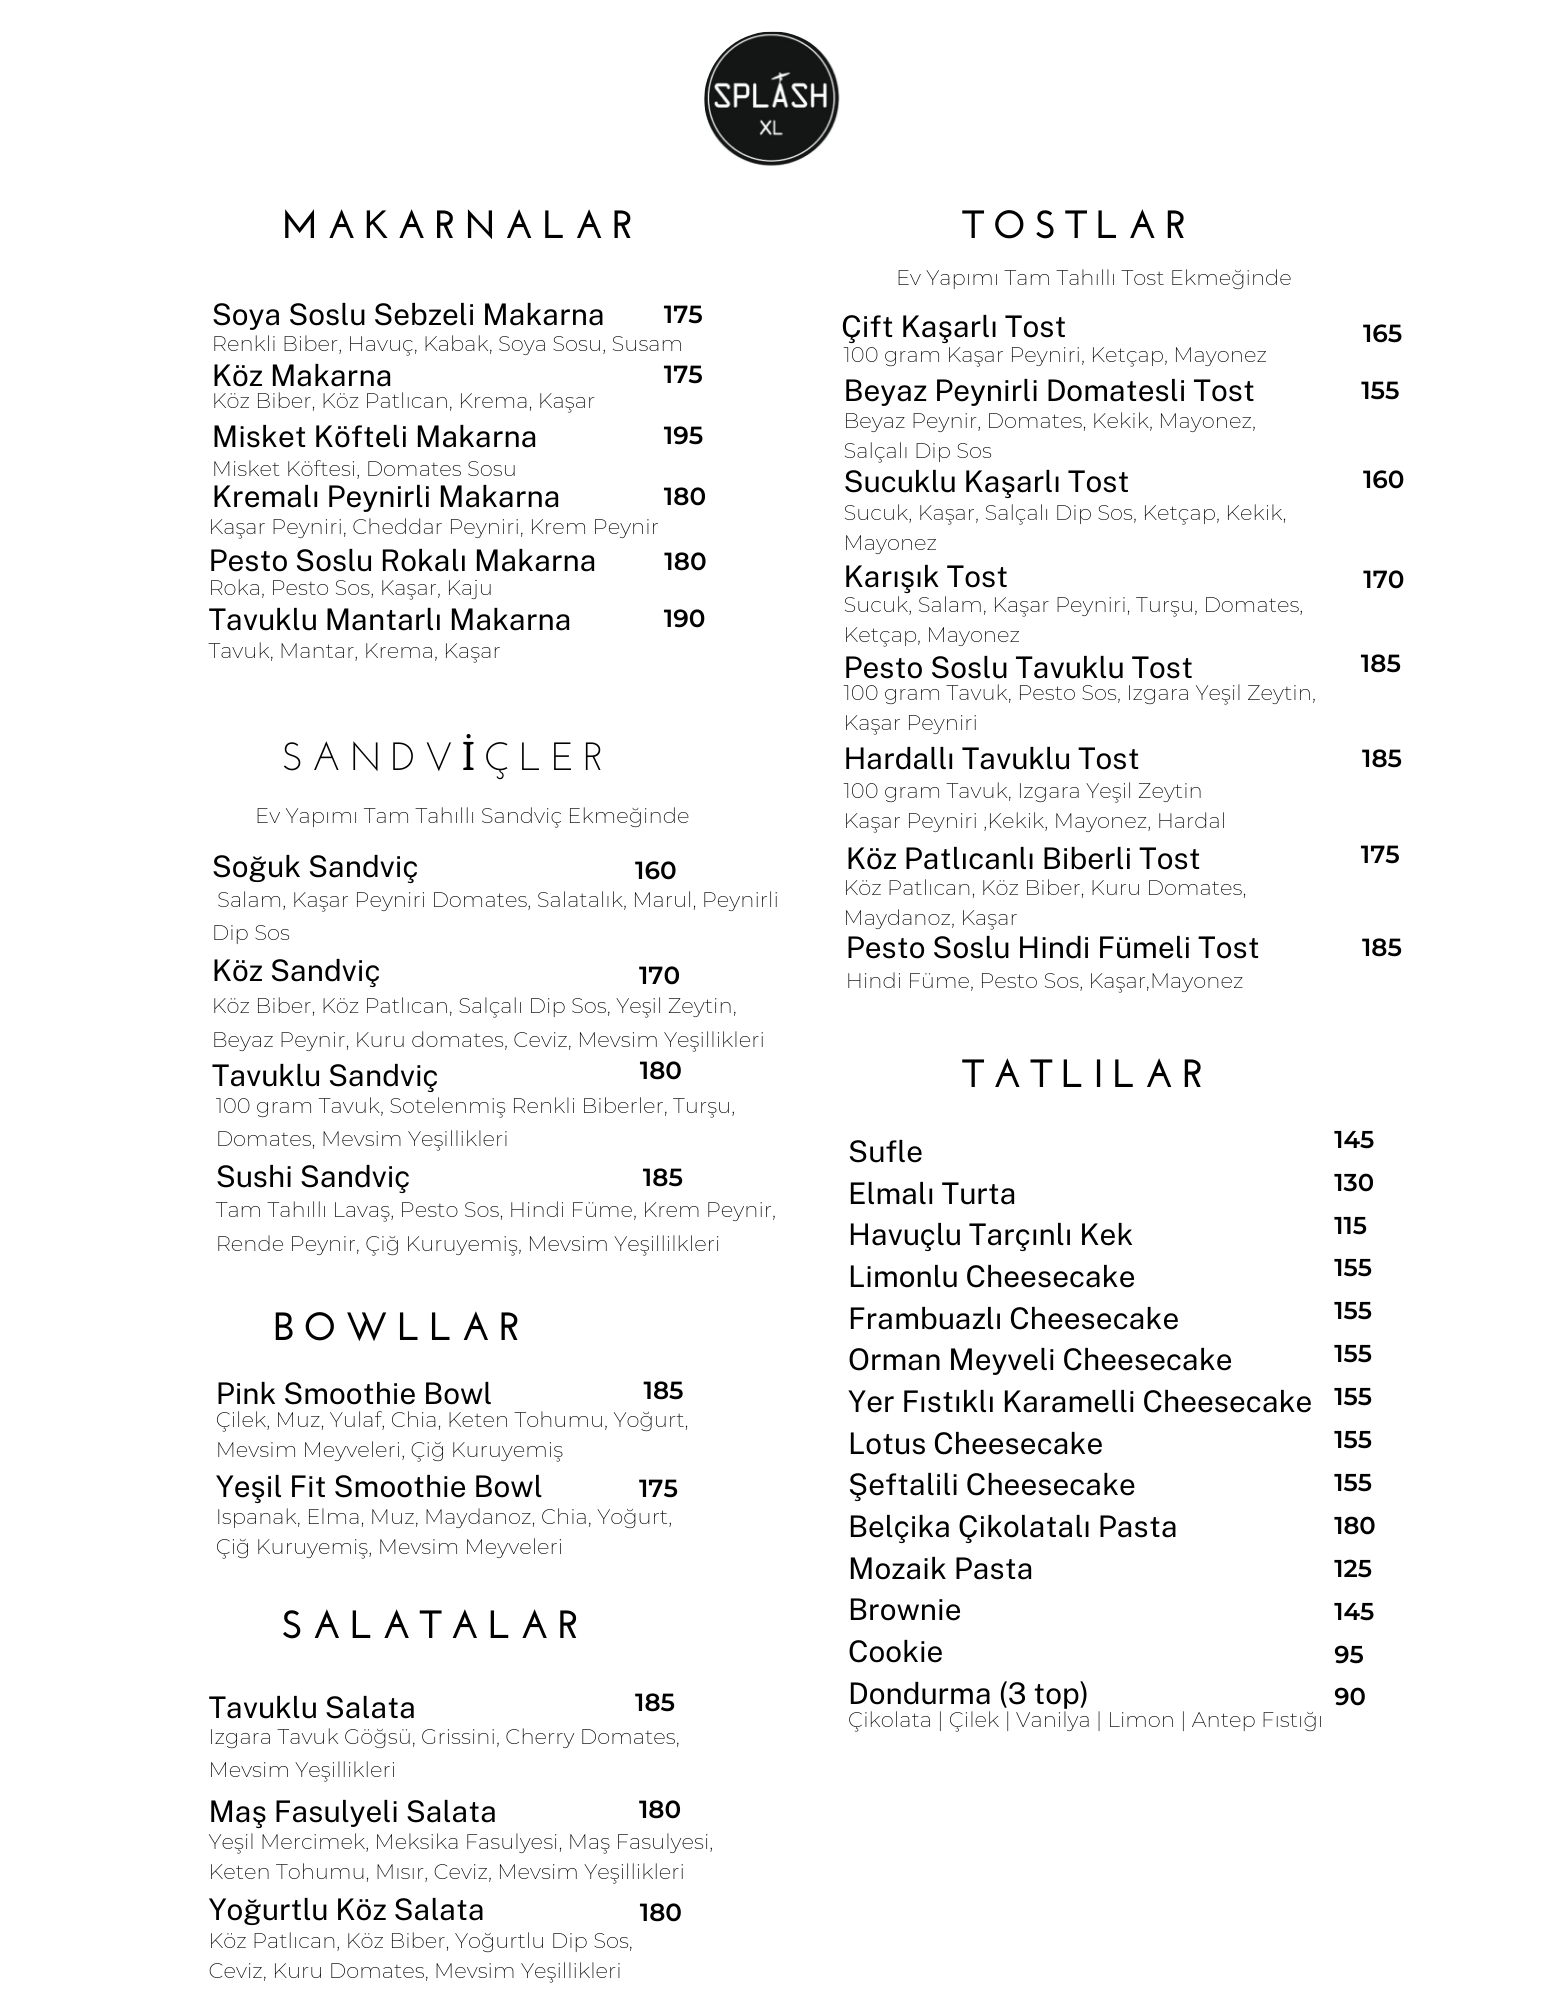 SPLASH
XL
MAKARNALAR
Soya Soslu Sebzeli Makarna 175
Renkli Biber, Havuç, Kabak, Soya Sosu, Susam
Köz Makarna 175
Köz Biber, Köz Patlıcan, Krema, Kaşar
Misket Köfteli Makarna 195
Misket Köftesi, Domates Sosu
Kremalı Peynirli Makarna 180
Kaşar Peyniri, Cheddar Peyniri, Krem Peynir
Pesto Soslu Rokalı Makarna 180
Roka, Pesto Sos, Kaşar, Kaju
Tavuklu Mantarlı Makarna 190
Tavuk, Mantar, Krema, Kaşar
SANDVİÇLER
Ev Yapımı Tam Tahıllı Sandviç Ekmeğinde
Soğuk Sandviç 160
Salam, Kaşar Peyniri Domates, Salatalık, Marul, Peynirli
Dip Sos
Köz Sandviç 170
Köz Biber, Köz Patlıcan, Salçalı Dip Sos, Yeşil Zeytin,
Beyaz Peynir, Kuru domates, Ceviz, Mevsim Yeşillikleri
Tavuklu Sandviç 180
100 gram Tavuk, Sotelenmiş Renkli Biberler, Turşu,
Domates, Mevsim Yeşillikleri
Sushi Sandviç 185
Tam Tahıllı Lavaş, Pesto Sos, Hindi Füme, Krem Peynir,
Rende Peynir, Çiğ Kuruyemiş, Mevsim Yeşillilkleri
BOWLLAR
Pink Smoothie Bowl 185
Çilek, Muz, Yulaf, Chia, Keten Tohumu, Yoğurt,
Mevsim Meyveleri, Çiğ Kuruyemiş
Yeşil Fit Smoothie Bowl 175
Ispanak, Elma, Muz, Maydanoz, Chia, Yoğurt,
Çiğ Kuruyemiş, Mevsim Meyveleri
SALATALAR
Tavuklu Salata 185
Izgara Tavuk Göğsü, Grissini, Cherry Domates,
Mevsim Yeşillikleri
Maş Fasulyeli Salata 180
Yeşil Mercimek, Meksika Fasulyesi, Maş Fasulyesi,
Keten Tohumu, Mısır, Ceviz, Mevsim Yeşillikleri
Yoğurtlu Köz Salata 180
Köz Patlıcan, Köz Biber, Yoğurtlu Dip Sos,
Ceviz, Kuru Domates, Mevsim Yeşillikleri
TOSTLAR
Ev Yapımı Tam Tahıllı Tost Ekmeğinde
Çift Kaşarlı Tost 165
100 gram Kaşar Peyniri, Ketçap, Mayonez
Beyaz Peynirli Domatesli Tost 155
Beyaz Peynir, Domates, Kekik, Mayonez,
Salçalı Dip Sos
Sucuklu Kaşarlı Tost 160
Sucuk, Kaşar, Salçalı Dip Sos, Ketçap, Kekik,
Mayonez
Karışık Tost 170
Sucuk, Salam, Kaşar Peyniri, Turşu, Domates,
Ketçap, Mayonez
Pesto Soslu Tavuklu Tost 185
100 gram Tavuk, Pesto Sos, Izgara Yeşil Zeytin,
Kaşar Peyniri
Hardallı Tavuklu Tost 185
100 gram Tavuk, Izgara Yeşil Zeytin
Kaşar Peyniri ,Kekik, Mayonez, Hardal
Köz Patlıcanlı Biberli Tost 175
Köz Patlıcan, Köz Biber, Kuru Domates,
Maydanoz, Kaşar
Pesto Soslu Hindi Fümeli Tost 185
Hindi Füme, Pesto Sos, Kaşar,Mayonez
TATLILAR
Sufle 145
Elmalı Turta 130
Havuçlu Tarçınlı Kek 115
Limonlu Cheesecake 155
Frambuazlı Cheesecake 155
Orman Meyveli Cheesecake 155
Yer Fıstıklı Karamelli Cheesecake 155
Lotus Cheesecake 155
Şeftalili Cheesecake 155
Belçika Çikolatalı Pasta 180
Mozaik Pasta 125
Brownie 145
Cookie 95
Dondurma (3 top) 90
Çikolata | Çilek | Vanilya | Limon | Antep Fıstığı